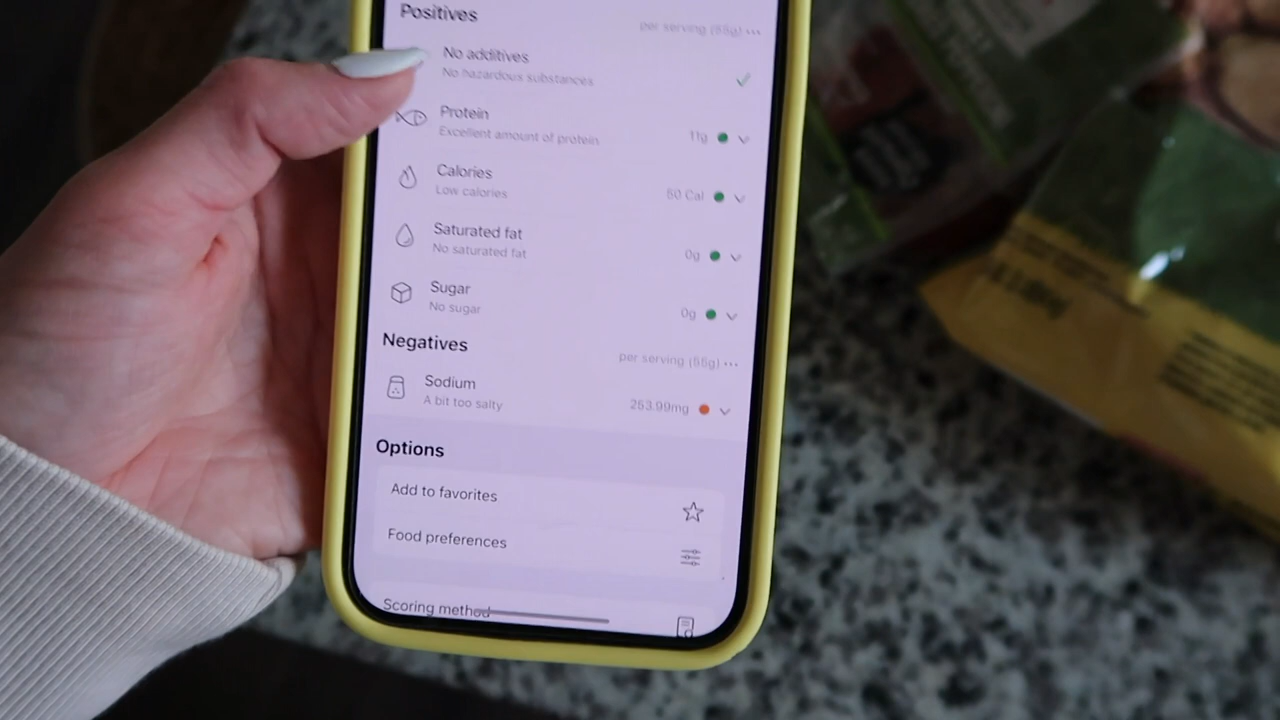 Positives
per serving (55g)
No additives
No hazardous substances
Protein
Excellent amount of protein
11g
Calories
Low calories
50 Cal
Saturated fat
No saturated fat
0g
Sugar
No sugar
0g
Negatives
per serving (55g)
Sodium
A bit too salty
253.99mg
Options
Add to favorites
Food preferences
Scoring method